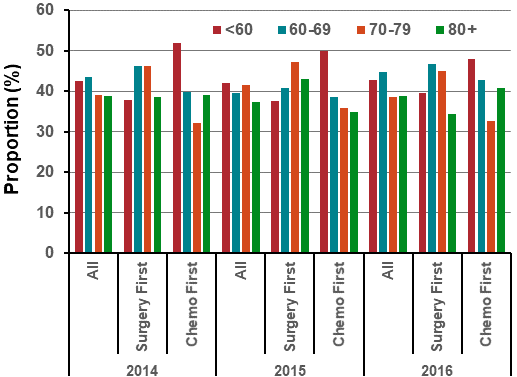 60
<60 60-69 70-79 80+
50
40
30
20
10
0
Proportion (%)
All Surgery First Chemo First All Surgery First Chemo First All Surgery First Chemo First
2014 2015 2016